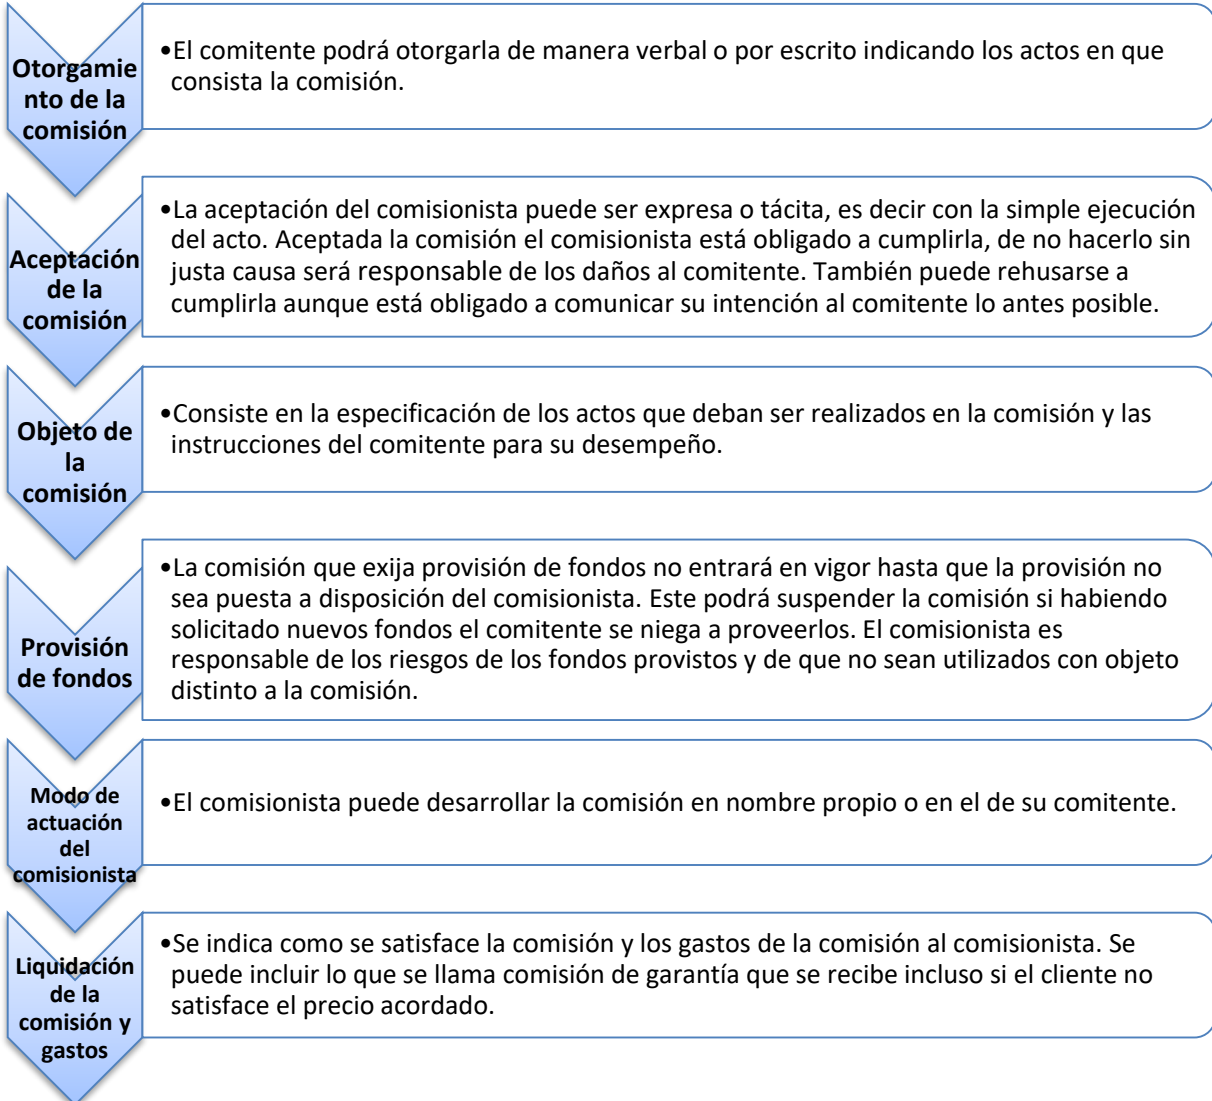 Otorgamie
nto de la
comisión
•El comitente podrá otorgarla de manera verbal o por escrito indicando los actos en que
consista la comisión.
Aceptación
de la
comisión
•La aceptación del comisionista puede ser expresa o tácita, es decir con la simple ejecución
del acto. Aceptada la comisión el comisionista está obligado a cumplirla, de no hacerlo sin
justa causa será responsable de los daños al comitente. También puede rehusarse a
cumplirla aunque está obligado a comunicar su intención al comitente lo antes posible.
Objeto de
la
comisión
•Consiste en la especificación de los actos que deban ser realizados en la comisión y las
instrucciones del comitente para su desempeño.
Provisión
de fondos
•La comisión que exija provisión de fondos no entrará en vigor hasta que la provisión no
sea puesta a disposición del comisionista. Este podrá suspender la comisión si habiendo
solicitado nuevos fondos el comitente se niega a proveerlos. El comisionista es
responsable de los riesgos de los fondos provistos y de que no sean utilizados con objeto
distinto a la comisión.
Modo de
actuación
del
comisionista
•El comisionista puede desarrollar la comisión en nombre propio o en el de su comitente.
Liquidación
de la
comisión y
gastos
•Se indica como se satisface la comisión y los gastos de la comisión al comisionista. Se
puede incluir lo que se llama comisión de garantía que se recibe incluso si el cliente no
satisface el precio acordado.